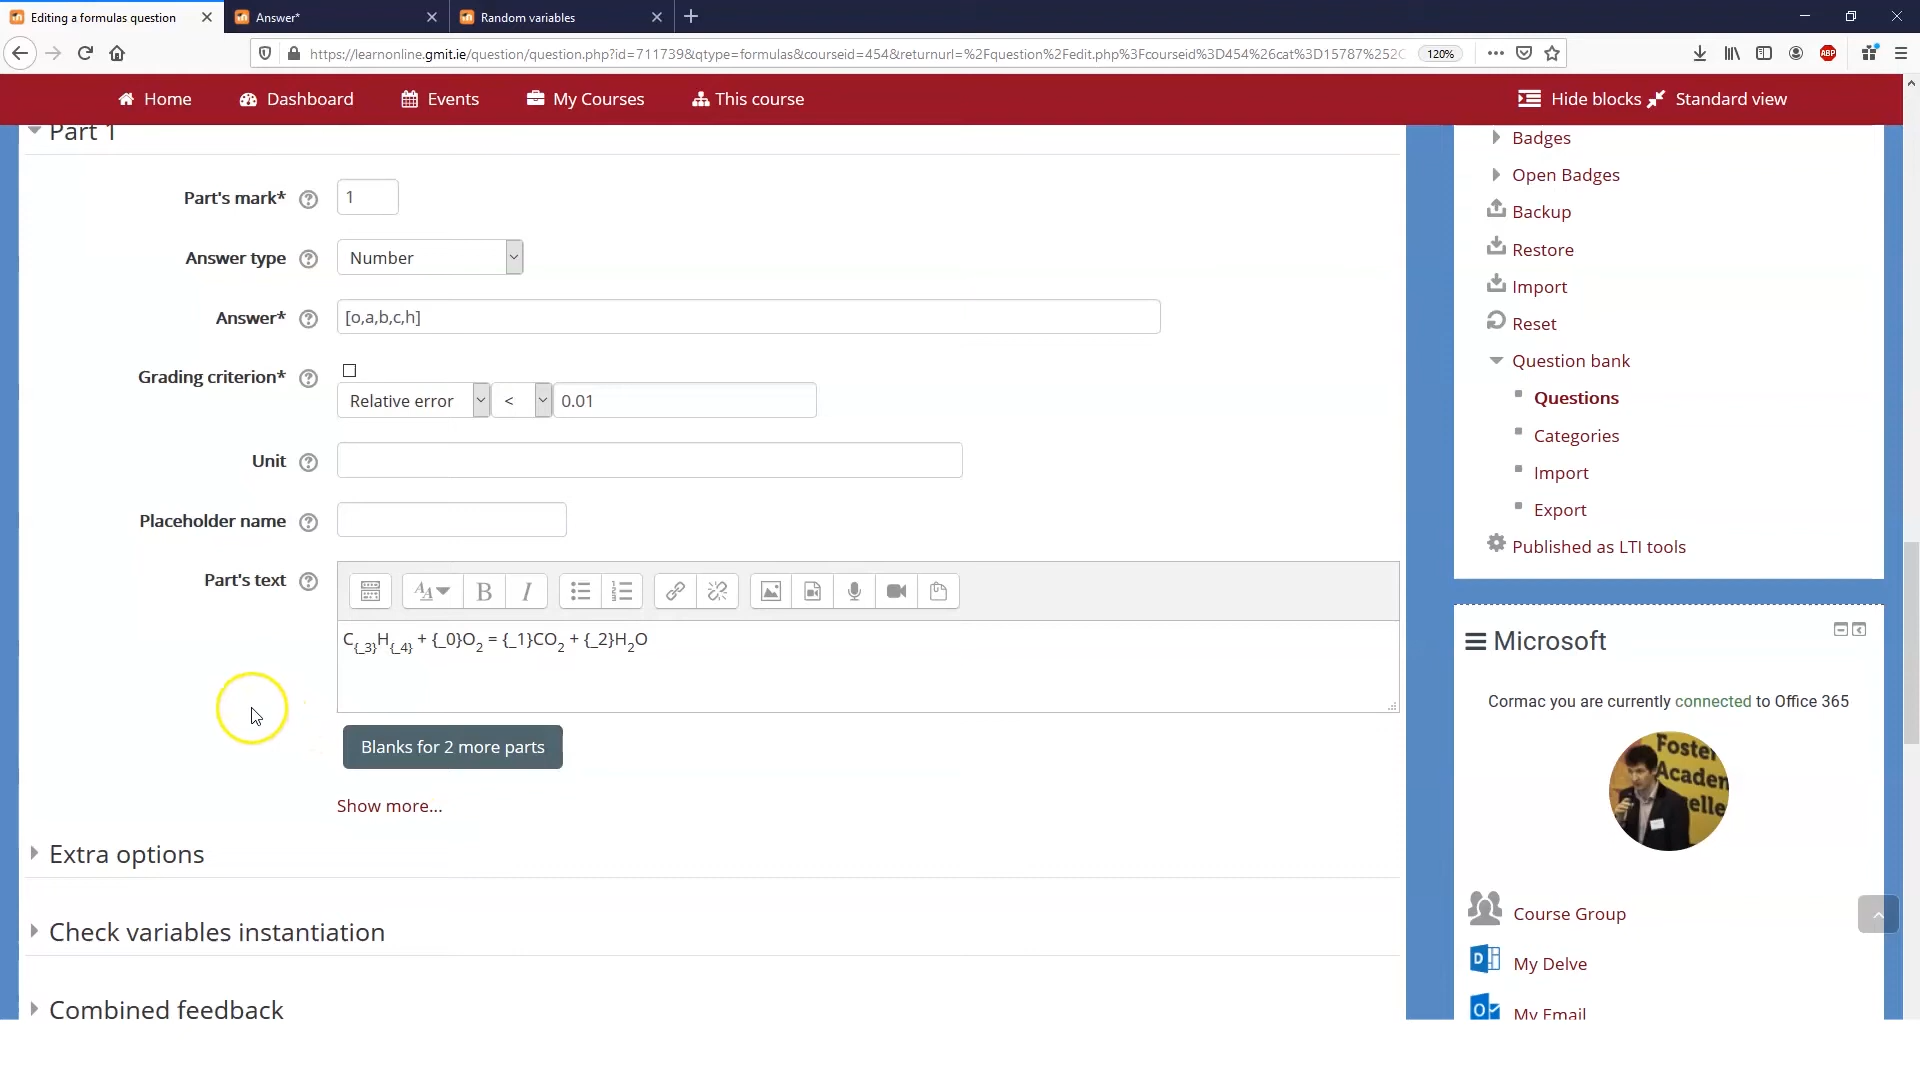 Editing a formulas question
Answer*
Random variables
https://learnonline.gmit.ie/question/question.php?id=711739&qtype=formulas&courseid=454&returnurl=%2Fquestion%2Fedit.php%3Fcourseid%3D454%26cat%3D15787%252C
120%
ABP
Home
Dashboard
Events
My Courses
This course
Hide blocks
Standard view
Part 1
Part's mark*
1
Answer type
Number
Answer*
[o,a,b,c,h]
Grading criterion*
Relative error
<
0.01
Unit
Placeholder name
Part's text
C{_3}H{_4} + {_0}O2 = {_1}CO2 + {_2}H2O
Blanks for 2 more parts
Show more...
Extra options
Check variables instantiation
Combined feedback
Badges
Open Badges
Backup
Restore
Import
Reset
Question bank
Questions
Categories
Import
Export
Published as LTI tools
Microsoft
Cormac you are currently connected to Office 365
Course Group
My Delve
My Email